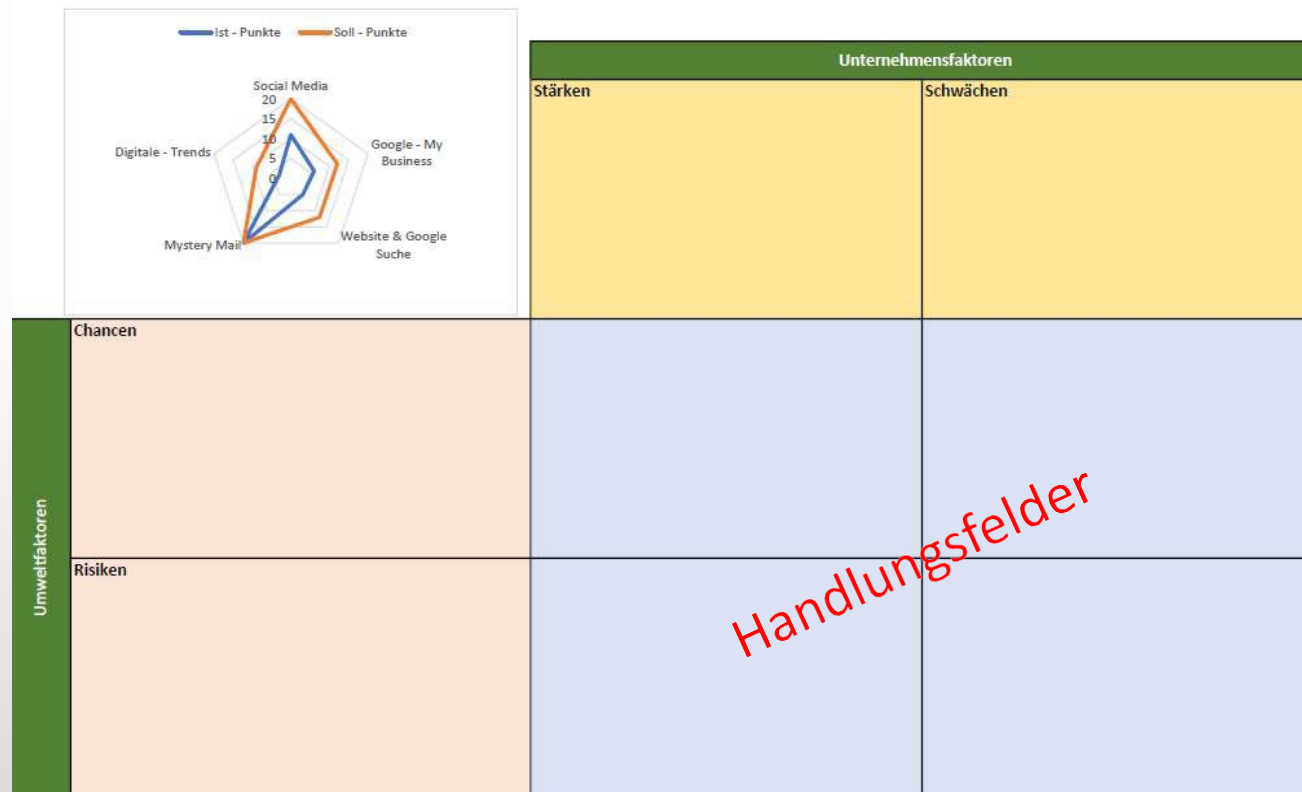 Ist - Punkte
Soll - Punkte
Social Media
20
15
10
5
0
Google - My
Business
Website & Google
Suche
Mystery Mail
Digitale - Trends
Unternehmensfaktoren
Stärken
Schwächen
Umweltfaktoren
Chancen
Risiken
Handlungsfelder